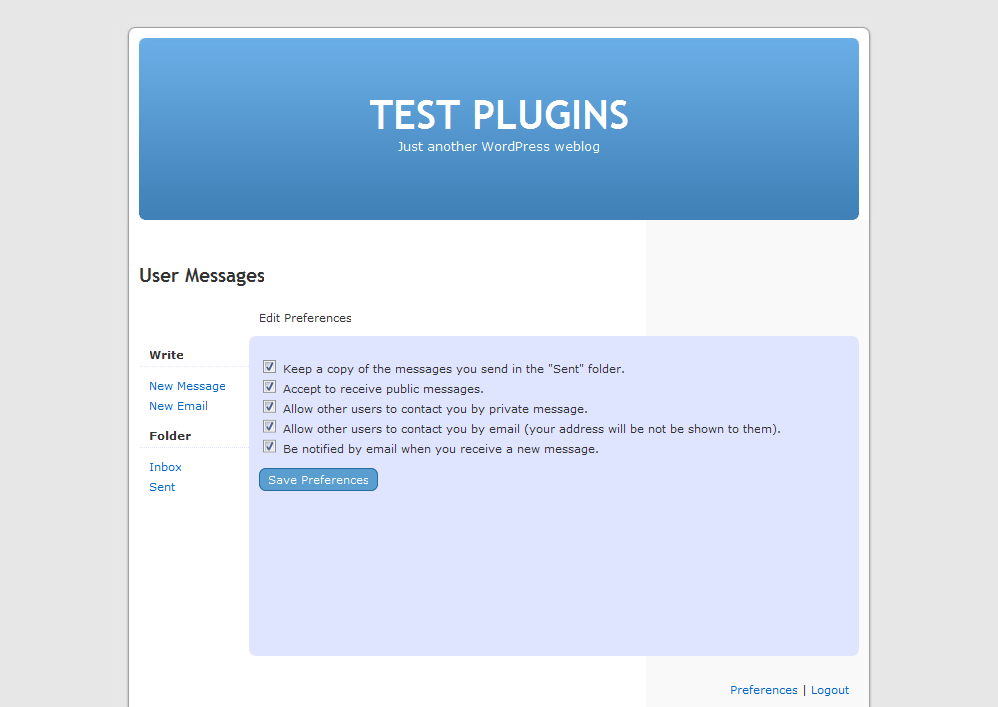 TEST PLUGINS
Just another WordPress weblog
User Messages
Edit Preferences
Write
New Message
New Email
Folder
Inbox
Sent
Keep a copy of the messages you send in the "Sent" folder.
Accept to receive public messages.
Allow other users to contact you by private message.
Allow other users to contact you by email (your address will be not be shown to them).
Be notified by email when you receive a new message.
Save Preferences
Preferences | Logout